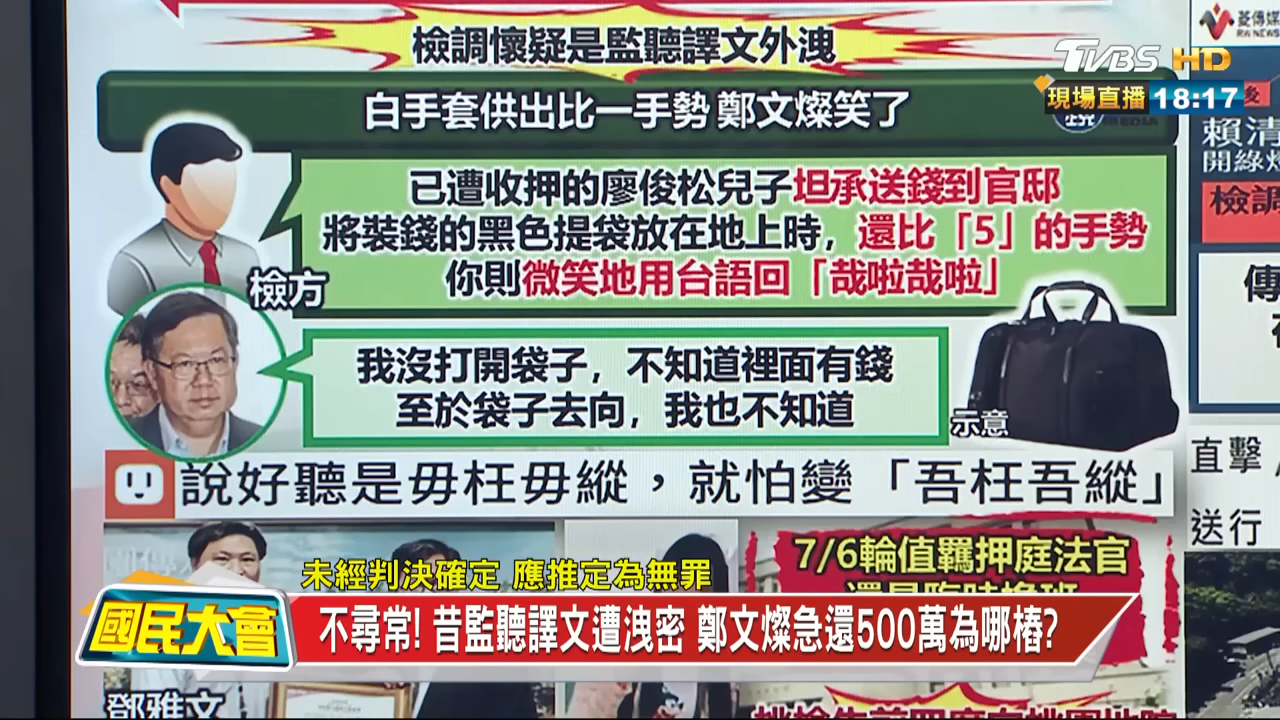 檢調懷疑是監聽譯文外洩
菱傳媒
RW NEWS
TVBS HD
現場直播 18:17
白手套供出比一手勢 鄭文燦笑了
已遭收押的廖俊松兒子坦承送錢到官邸
將裝錢的黑色提袋放在地上時，還比「5」的手勢
你則微笑地用台語回「哉啦哉啦」
檢方
我沒打開袋子，不知道裡面有錢
至於袋子去向，我也不知道
示意
說好聽是毋枉毋縱，就怕變「吾枉吾縱」
賴清
開綠
檢調
傳
直擊
送行
7/6輪值羈押庭法官
未經判決確定 應推定為無罪
國民大會
不尋常! 昔監聽譯文遭洩密 鄭文燦急還500萬為哪樁?
鄧雅文